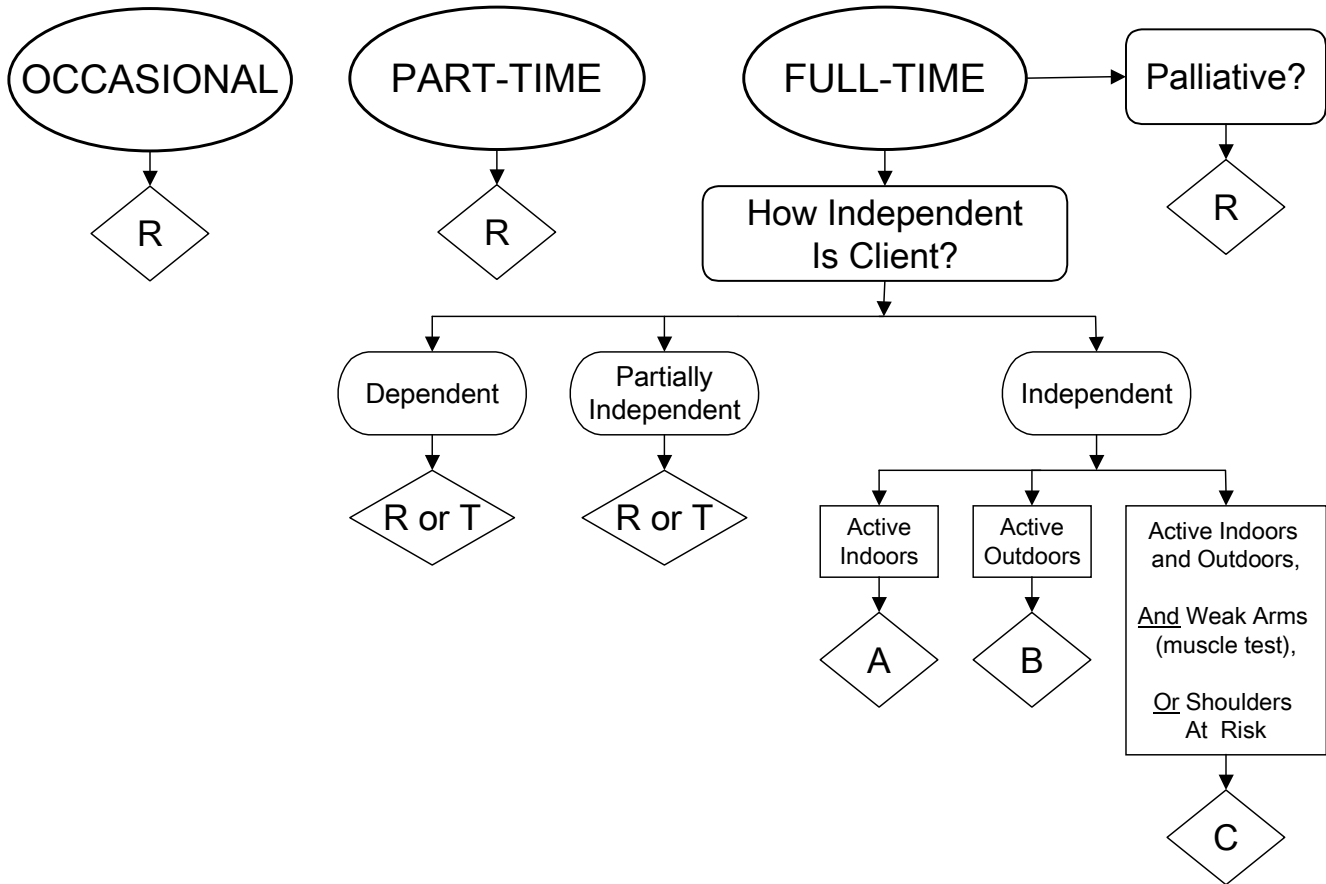 OCCASIONAL
PART-TIME
FULL-TIME
Palliative?
R
R
R
How Independent
Is Client?
Dependent
Partially
Independent
Independent
R or T
R or T
Active
Indoors
Active
Outdoors
Active Indoors
and Outdoors,
And Weak Arms
(muscle test),
Or Shoulders
At Risk
A
B
C